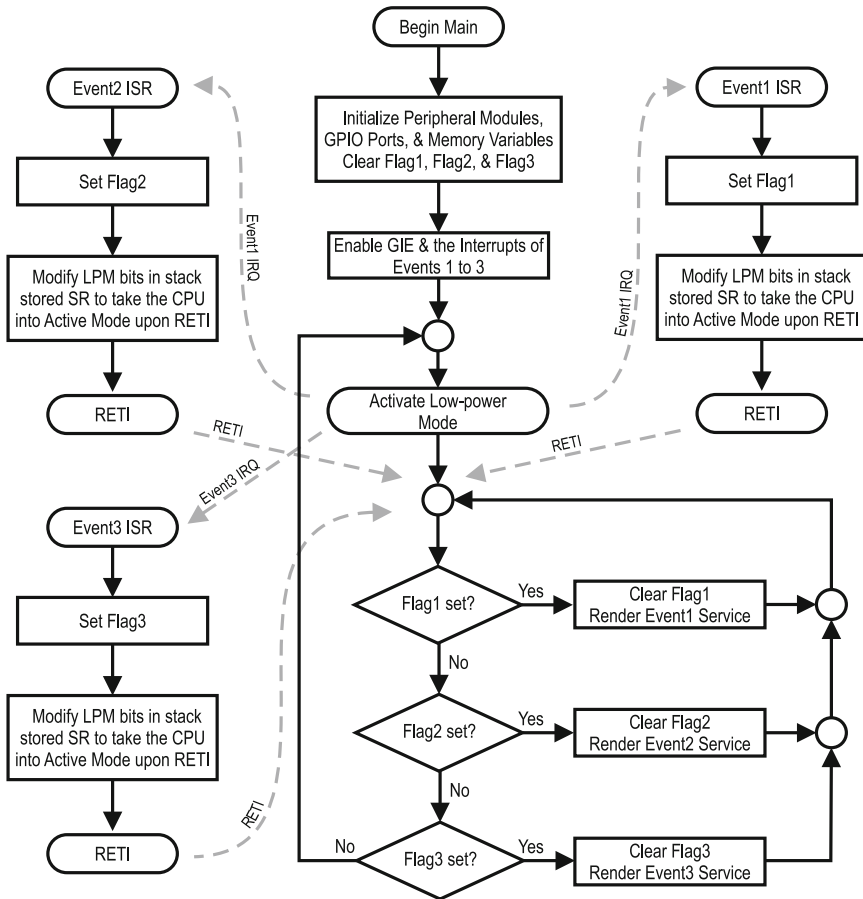 Begin Main
Event2 ISR
Event1 ISR
Initialize Peripheral Modules,
GPIO Ports, & Memory Variables
Clear Flag1, Flag2, & Flag3
Set Flag2
Set Flag1
Event1 IRQ
Enable GIE & the Interrupts of
Events 1 to 3
Event1 IRQ
Modify LPM bits in stack
stored SR to take the CPU
into Active Mode upon RETI
Modify LPM bits in stack
stored SR to take the CPU
into Active Mode upon RETI
RETI
Activate Low-power
Mode
RETI
RETI
RETI
Event3 IRQ
Event3 ISR
Flag1 set?
Yes
Clear Flag1
Render Event1 Service
No
Set Flag3
Modify LPM bits in stack
stored SR to take the CPU
into Active Mode upon RETI
Flag2 set?
Yes
Clear Flag2
Render Event2 Service
No
RETI
RETI
No
Flag3 set?
Yes
Clear Flag3
Render Event3 Service